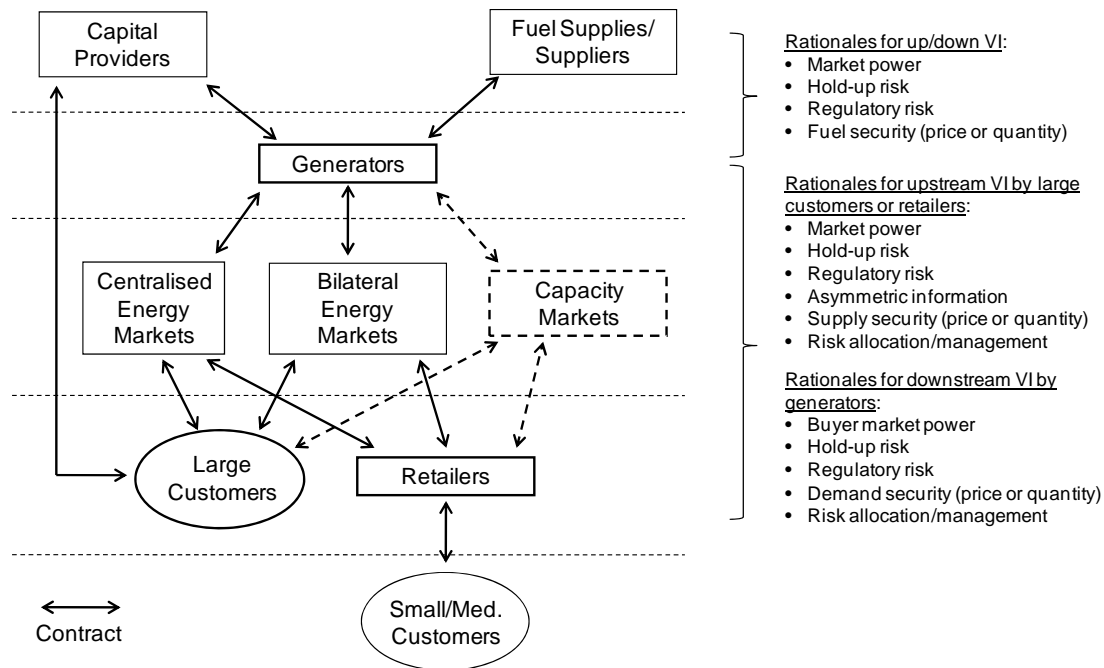 Capital
Providers
Fuel Supplies/
Suppliers
Generators
Centralised
Energy
Markets
Bilateral
Energy
Markets
Capacity
Markets
Large
Customers
Retailers
Small/Med.
Customers
Contract
Rationales for up/down VI:
• Market power
• Hold-up risk
• Regulatory risk
• Fuel security (price or quantity)
Rationales for upstream VI by large
customers or retailers:
• Market power
• Hold-up risk
• Regulatory risk
• Asymmetric information
• Supply security (price or quantity)
• Risk allocation/management
Rationales for downstream VI by
generators:
• Buyer market power
• Hold-up risk
• Regulatory risk
• Demand security (price or quantity)
• Risk allocation/management